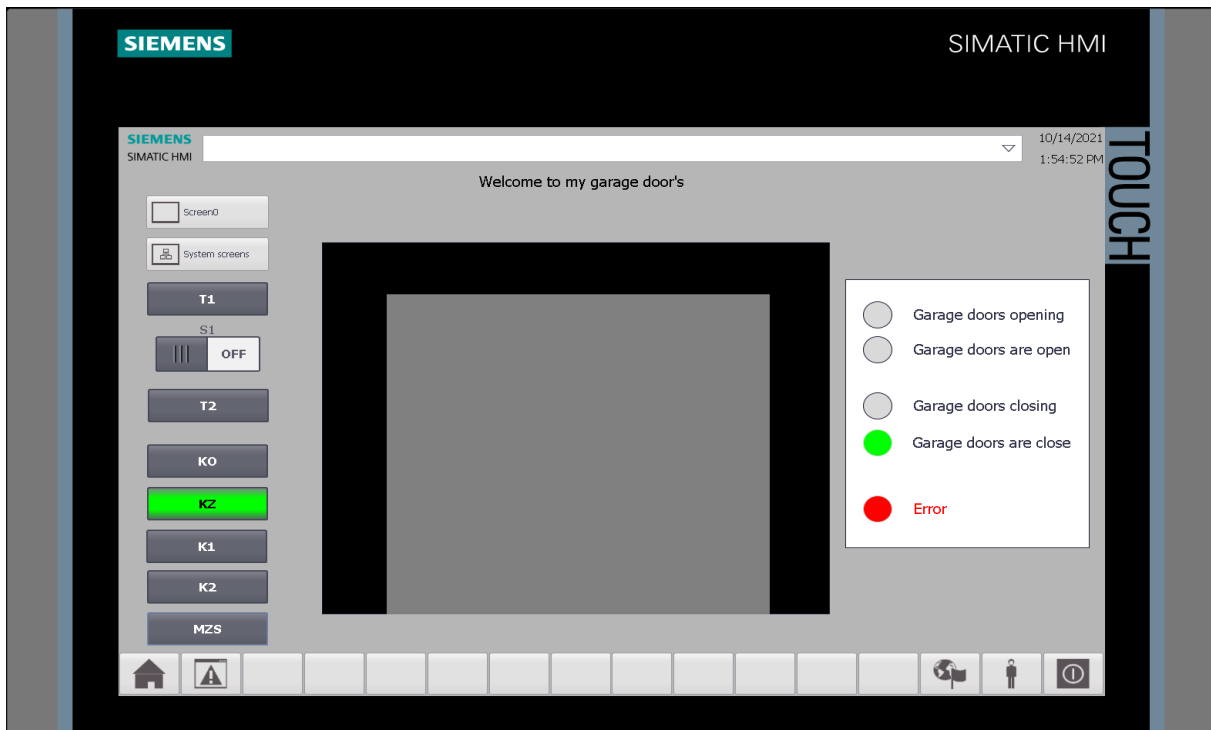 SIEMENS
SIMATIC HMI
TOUCH
SIEMENS
SIMATIC HMI
10/14/2021
1:54:52 PM
Welcome to my garage door's
Screen0
System screens
T1
S1
OFF
T2
KO
KZ
K1
K2
MZS
Garage doors opening
Garage doors are open
Garage doors closing
Garage doors are close
Error